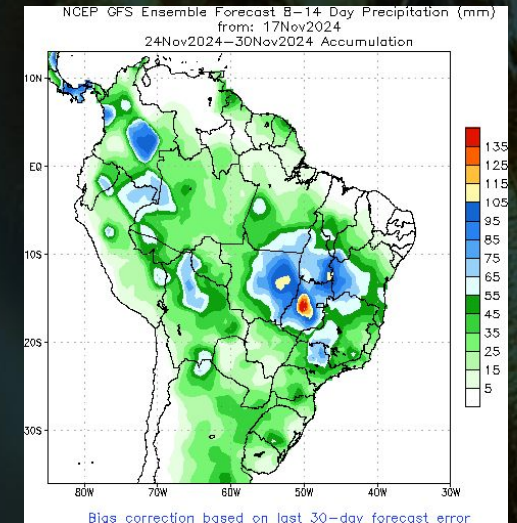 NCEP GFS Ensemble Forecast 8-14 Day Precipitation (mm)
from: 17Nov2024
24Nov2024-30Nov2024 Accumulation
10N
EQ
10S
20S
30S
80W
70W
60W
50W
40W
30W
135
125
115
105
95
85
75
65
55
45
35
25
15
5
Bias correction based on last 30-day forecast error